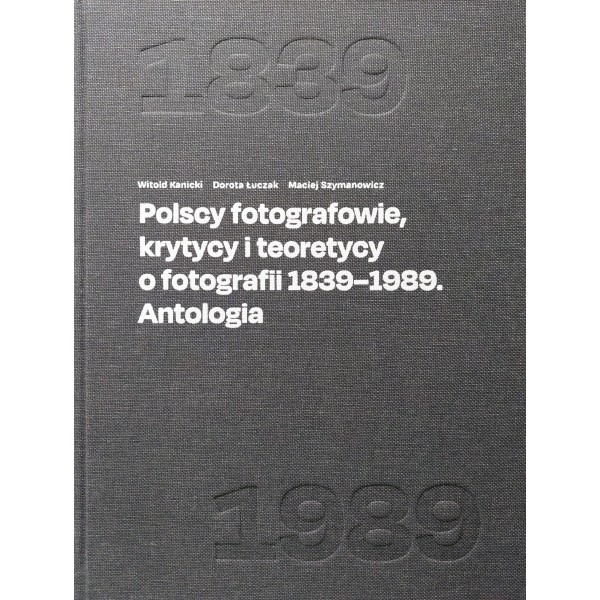 1839
Witold Kanicki Dorota Łuczak Maciej Szymanowicz
Polscy fotografowie,
krytycy i teoretycy
o fotografii 1839–1989.
Antologia
1989